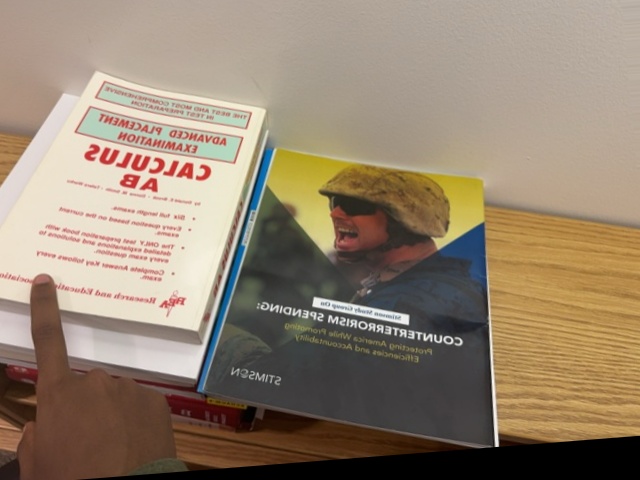 THE BEST AND MOST COMPREHENSIVE
IN TEST PREPARATION
ADVANCED PLACEMENT
EXAMINATION
CALCULUS
AB
• Six full length exams.
• Every question based on the current
exams.
• The ONLY test preparation book with
detailed explanations and solutions to
every exam question.
• Complete Answer Key follows every
exam.
REA
Research and Education Association
Stimson Study Group On
COUNTERTERRORISM SPENDING:
Protecting America While Promoting
Efficiencies and Accountability
STIMSON